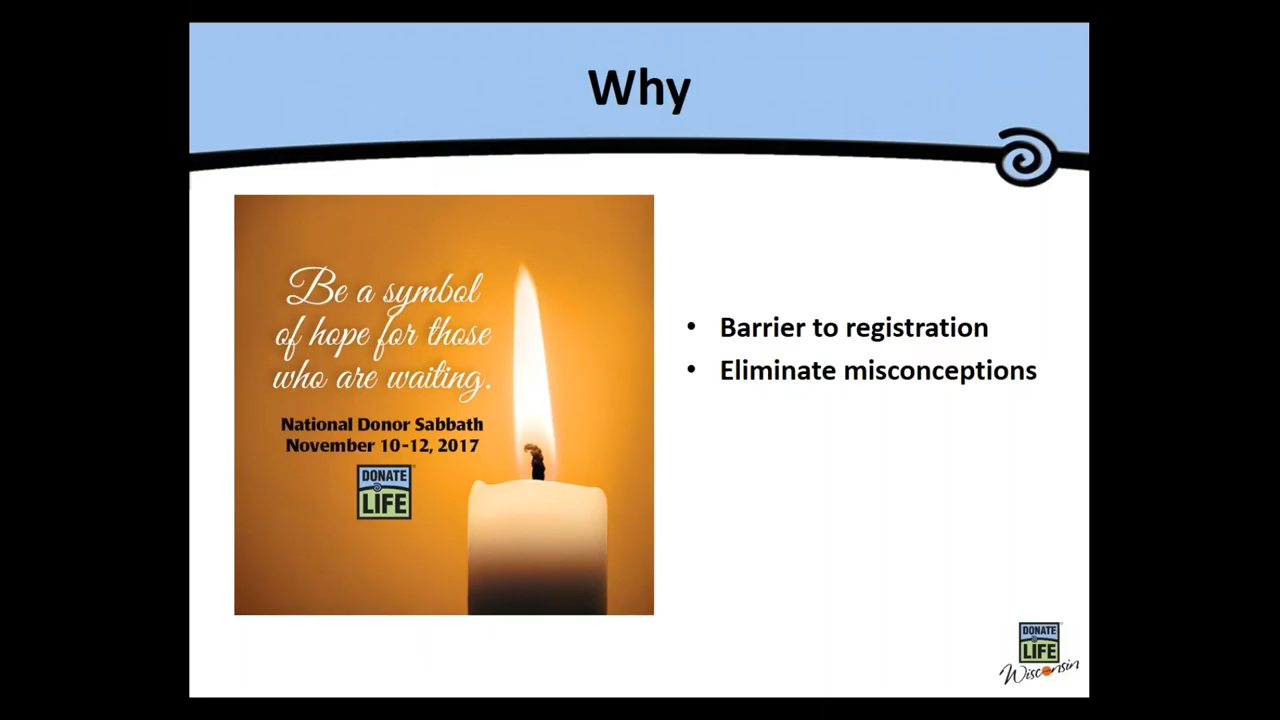 Why
Be a symbol
of hope for those
who are waiting.
National Donor Sabbath
November 10-12, 2017
DONATE
LIFE
• Barrier to registration
• Eliminate misconceptions
DONATE
LIFE
Wisconsin